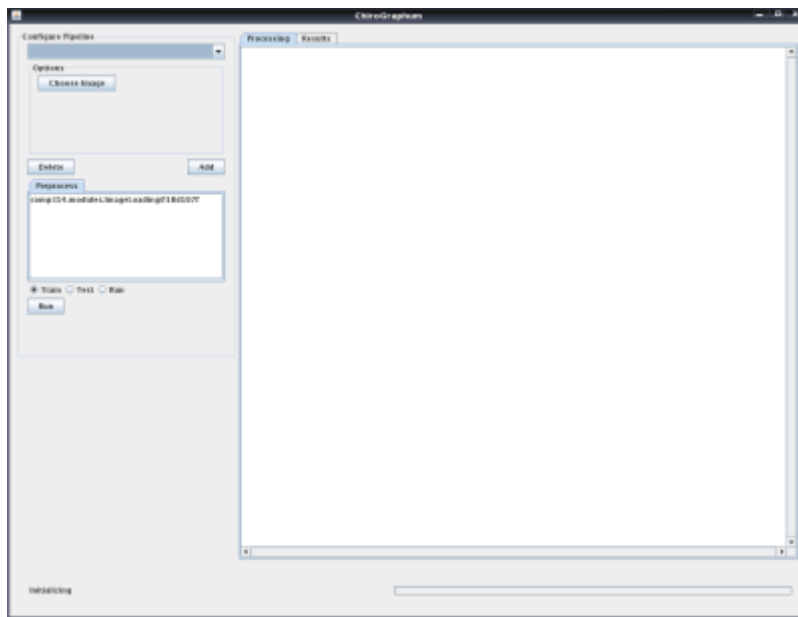 ChiroGraphum
Configure Pipeline
Options
Choose Image
Delete
Add
Preprocess
Train
Test
Run
Run
Processing
Results
Initializing